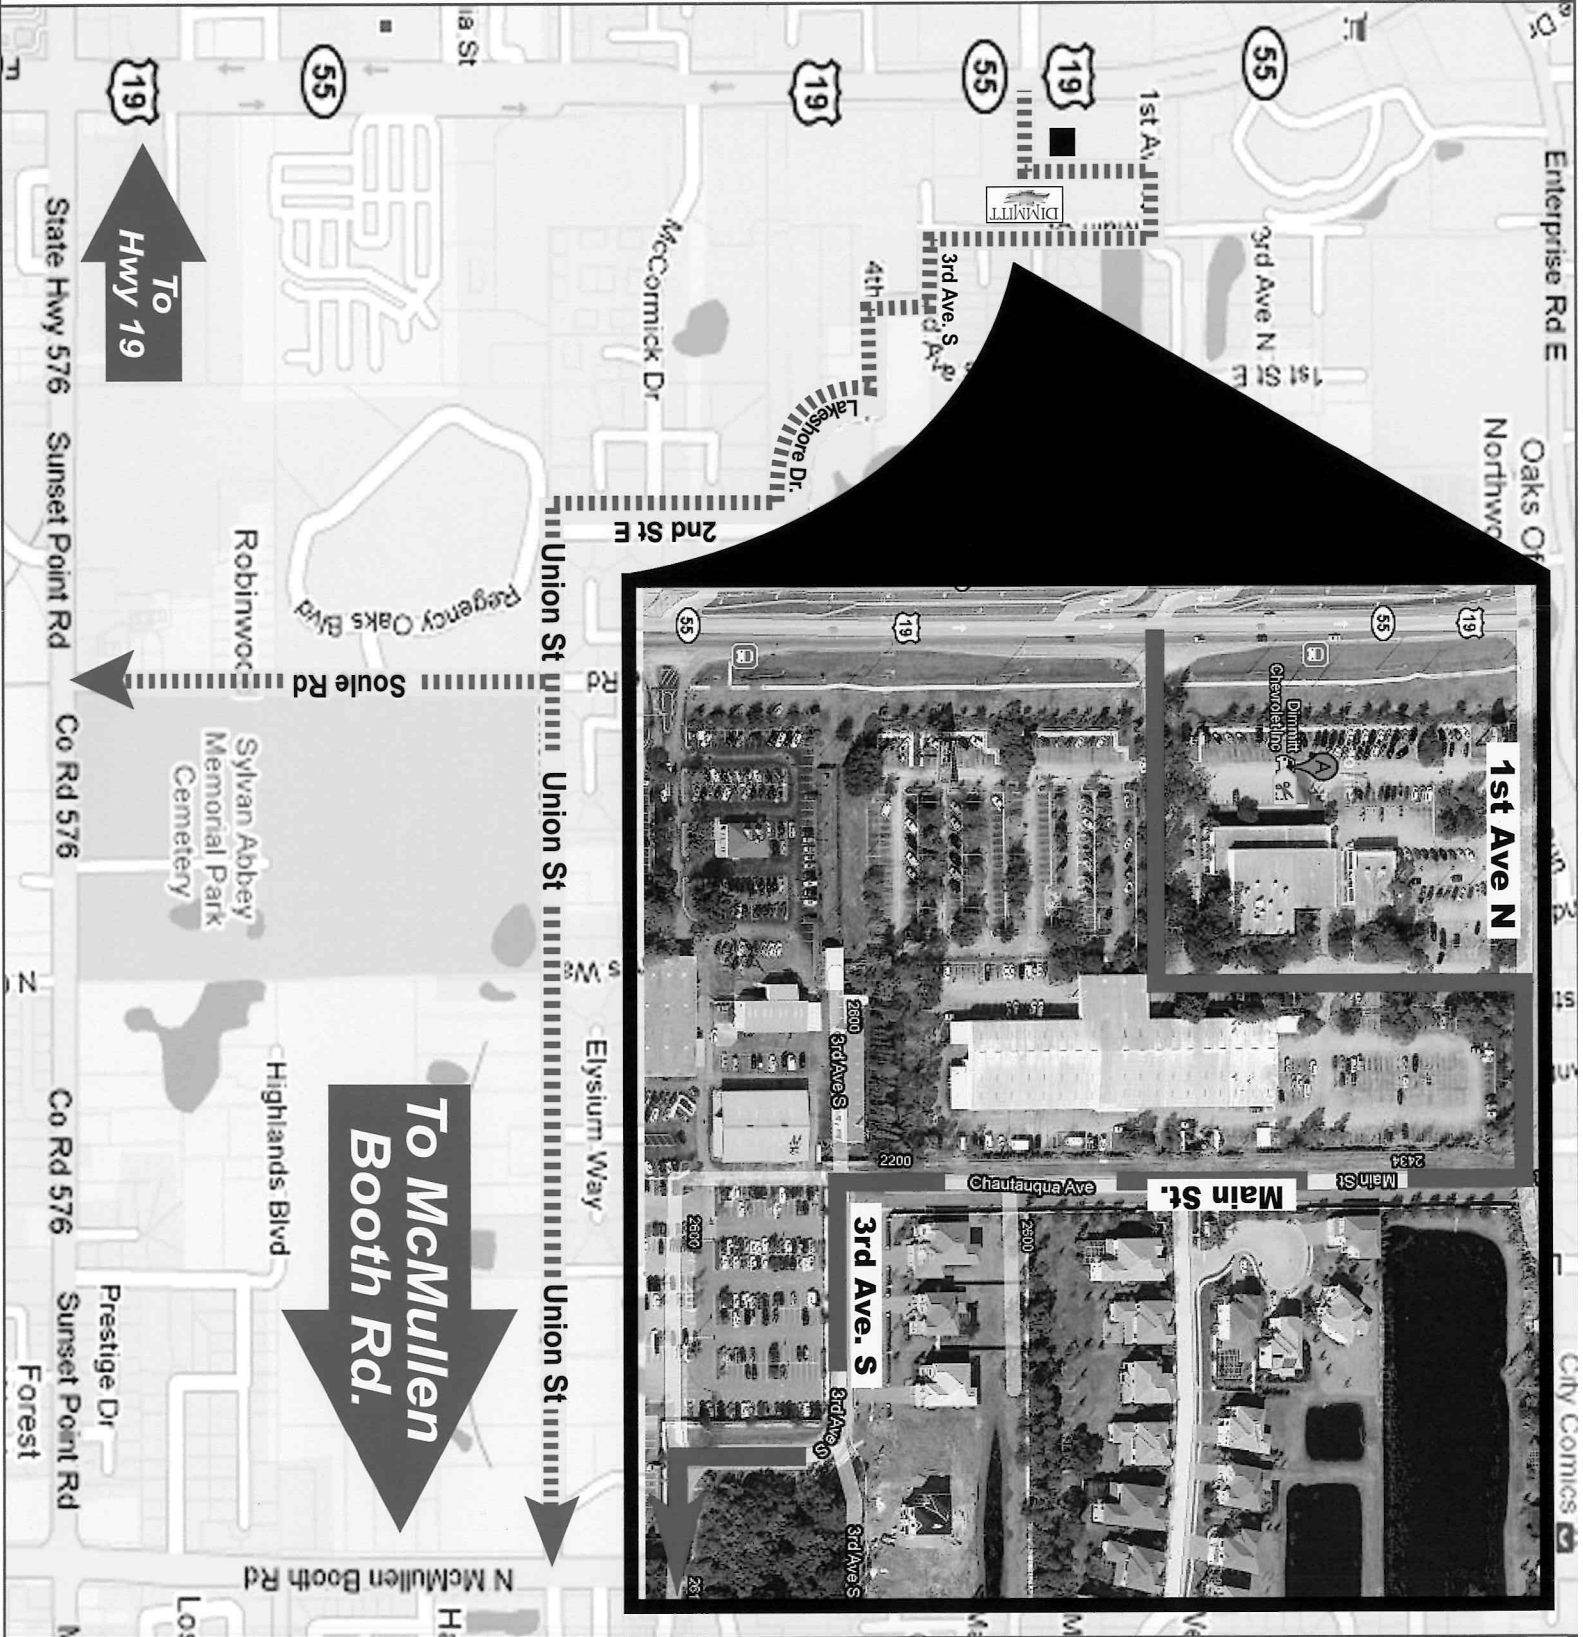 55
19
55
19
55
19
1st Av
DIMMITT
3rd Ave N
1st St E
Enterprise Rd E
Oaks Of
Northwo
3rd Ave. S
4th
Lakeshore Dr.
2nd St E
McCormick Dr
ia St
To
Hwy 19
State Hwy 576
Sunset Point Rd
Co Rd 576
Co Rd 576
Sunset Point Rd
Robinwoo
Regency Oaks Blvd
Soule Rd
Rd
Union St
Union St
Union St
Sylvan Abbey
Memorial Park
Cemetery
Elysium Way
Highlands Blvd
To McMullen
Booth Rd.
Prestige Dr
Forest
N McMullen Booth Rd
City Comics
19
55
19
55
Dimmitt
Chevrolet Inc
A
1st Ave N
2600
3rd Ave S
2200
Chautauqua Ave
Main St.
Main St
2434
3rd Ave. S
2600
2600
3rd Ave S
3rd Ave S